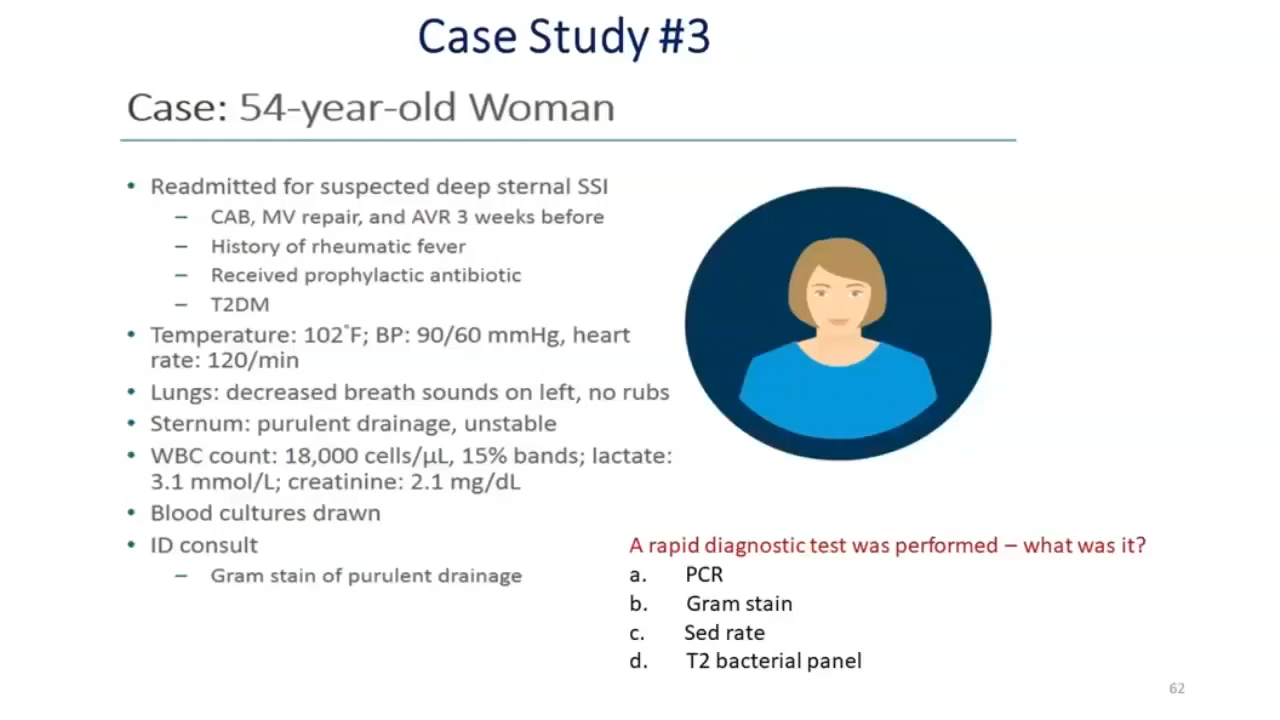 Case Study #3
Case: 54-year-old Woman
• Readmitted for suspected deep sternal SSI
– CAB, MV repair, and AVR 3 weeks before
– History of rheumatic fever
– Received prophylactic antibiotic
– T2DM
• Temperature: 102°F; BP: 90/60 mmHg, heart
rate: 120/min
• Lungs: decreased breath sounds on left, no rubs
• Sternum: purulent drainage, unstable
• WBC count: 18,000 cells/µL, 15% bands; lactate:
3.1 mmol/L; creatinine: 2.1 mg/dL
• Blood cultures drawn
• ID consult
– Gram stain of purulent drainage
A rapid diagnostic test was performed – what was it?
a. PCR
b. Gram stain
c. Sed rate
d. T2 bacterial panel
62